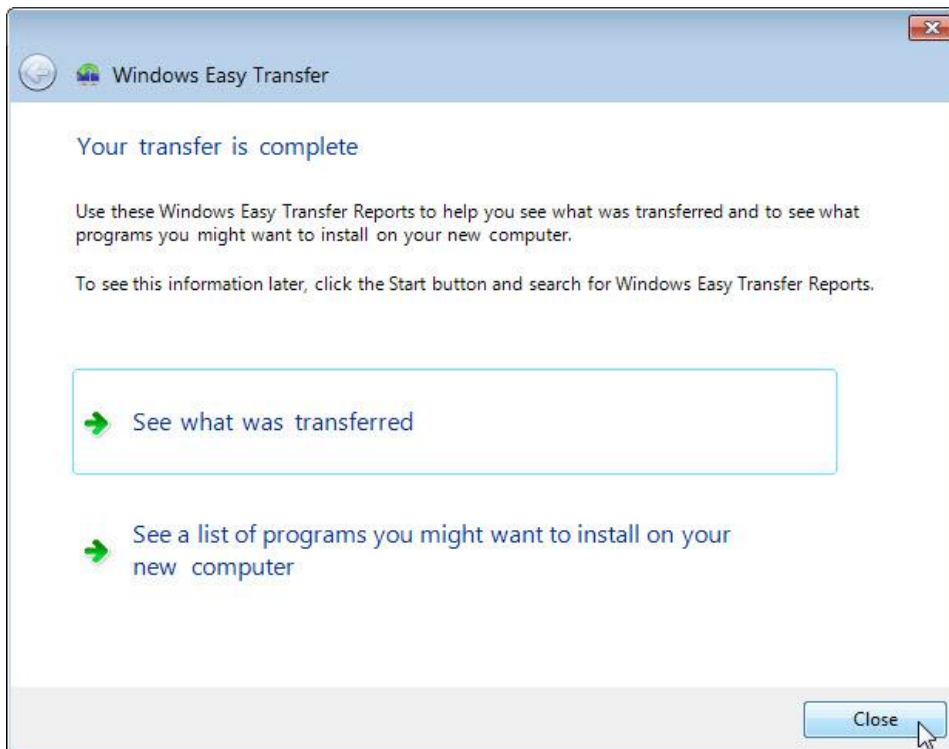 Windows Easy Transfer
Your transfer is complete
Use these Windows Easy Transfer Reports to help you see what was transferred and to see what
programs you might want to install on your new computer.
To see this information later, click the Start button and search for Windows Easy Transfer Reports.
See what was transferred
See a list of programs you might want to install on your
new computer
Close